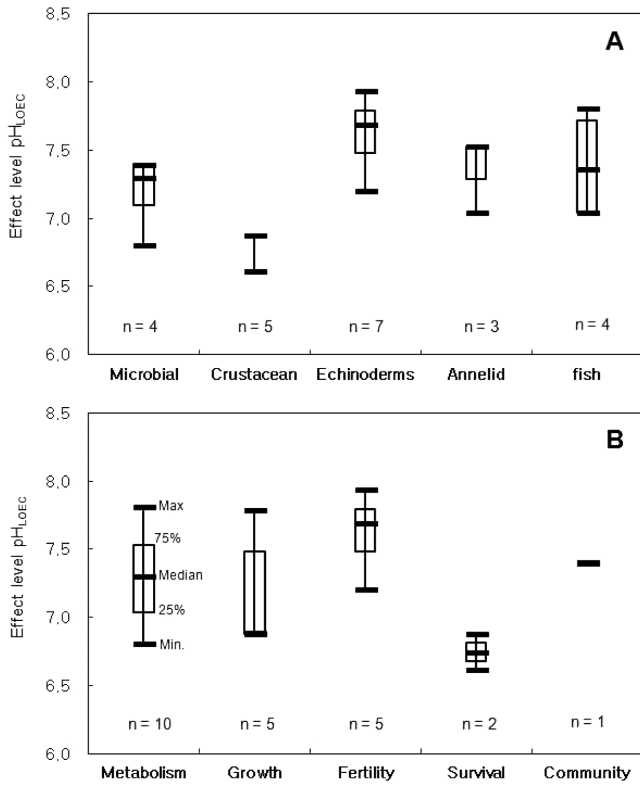 A
Effect level pHLOEC
8.5
8.0
7.5
7.0
6.5
6.0
n = 4
n = 5
n = 7
n = 3
n = 4
Microbial
Crustacean
Echinoderms
Annelid
fish
B
Effect level pHLOEC
8.5
8.0
7.5
7.0
6.5
6.0
Max
75%
Median
25%
Min.
n = 10
n = 5
n = 5
n = 2
n = 1
Metabolism
Growth
Fertility
Survival
Community